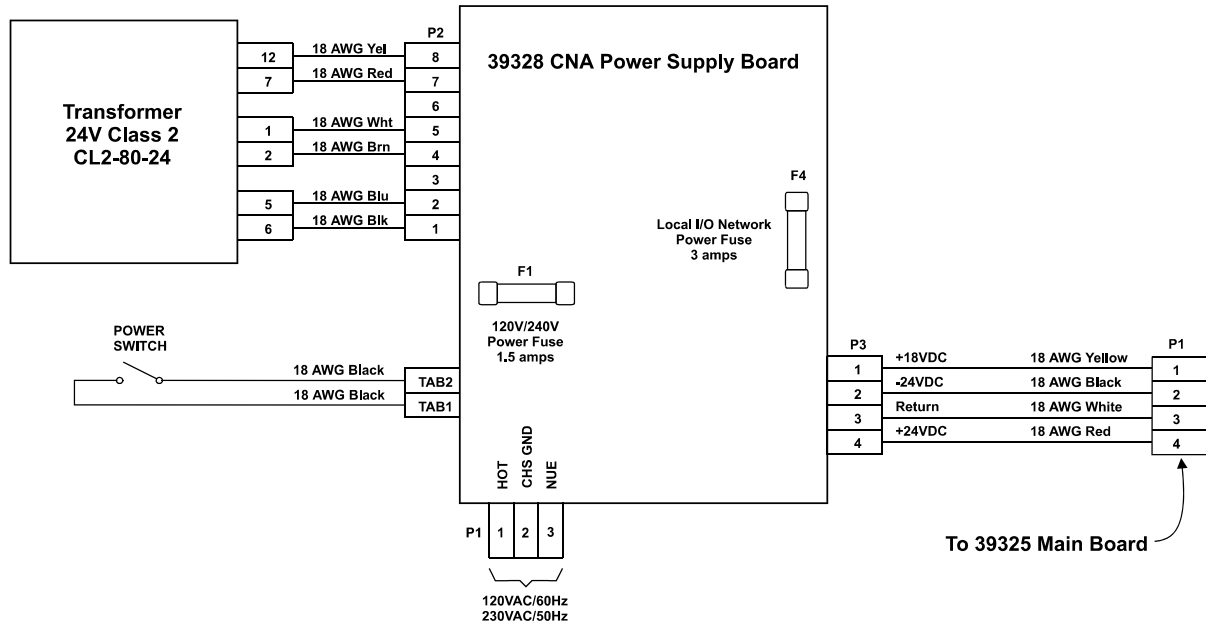 Transformer
24V Class 2
CL2-80-24
12
7
1
2
5
6
18 AWG Yel
18 AWG Red
18 AWG Wht
18 AWG Brn
18 AWG Blu
18 AWG Blk
P2
8
7
6
5
4
3
2
1
39328 CNA Power Supply Board
F4
Local I/O Network
Power Fuse
3 amps
F1
120V/240V
Power Fuse
1.5 amps
POWER
SWITCH
18 AWG Black
18 AWG Black
TAB2
TAB1
P3
1
2
3
4
+18VDC
-24VDC
Return
+24VDC
18 AWG Yellow
18 AWG Black
18 AWG White
18 AWG Red
P1
1
2
3
4
To 39325 Main Board
HOT
CHS GND
NUE
P1
1
2
3
120VAC/60Hz
230VAC/50Hz